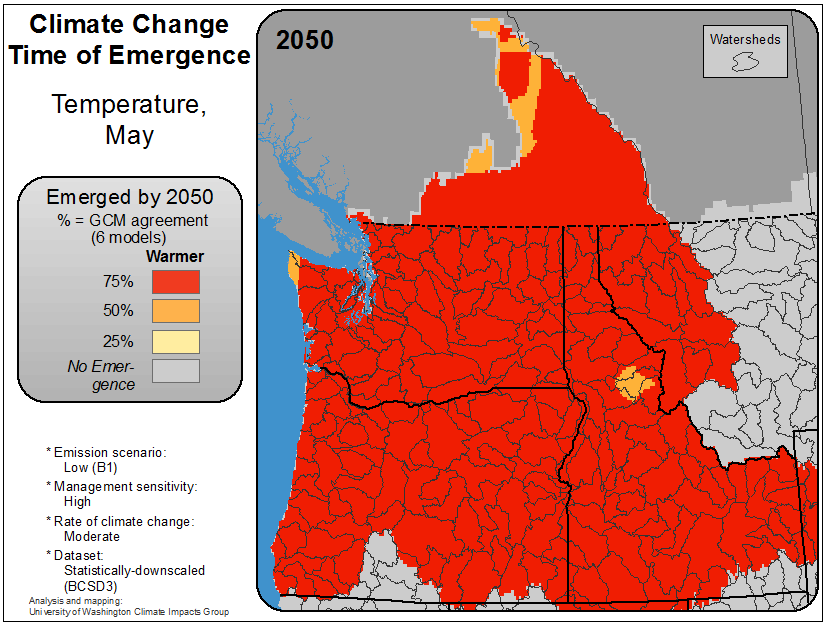 Climate Change
Time of Emergence
Temperature,
May
Emerged by 2050
% = GCM agreement
(6 models)
Warmer
75%
50%
25%
No Emer-
gence
* Emission scenario:
Low (B1)
* Management sensitivity:
High
* Rate of climate change:
Moderate
* Dataset:
Statistically-downscaled
(BCSD3)
Analysis and mapping:
University of Washington Climate Impacts Group
2050
Watersheds